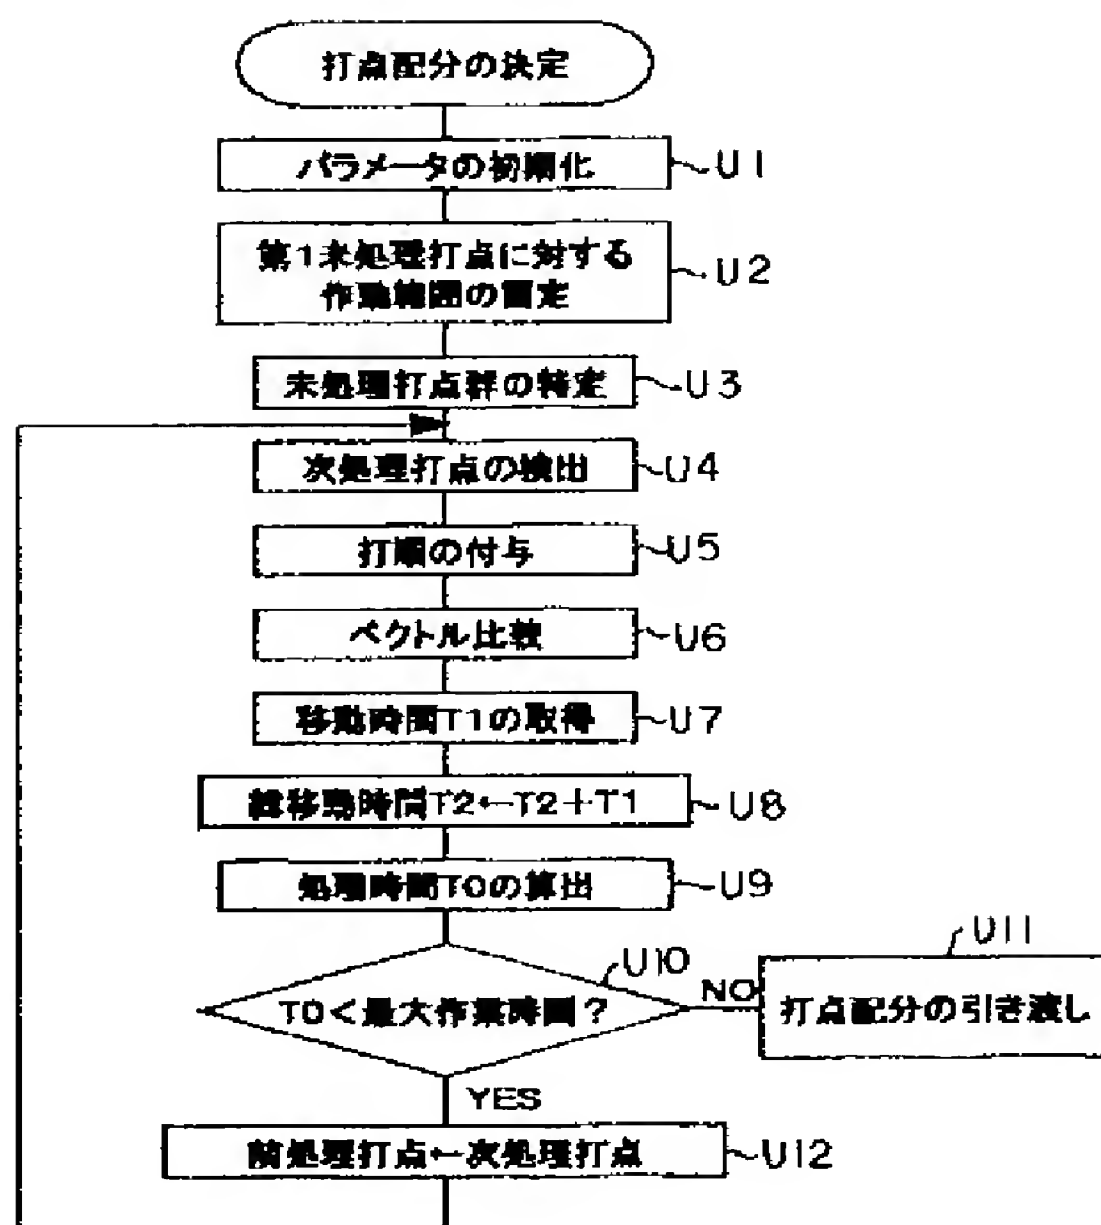 打点配分の決定
パラメータの初期化
U1
第1未処理打点に対する
作動範囲の固定
U2
未処理打点群の特定
U3
次処理打点の検出
U4
打順の付与
U5
ベクトル比較
U6
移動時間T1の取得
U7
総移動時間T2←T2+T1
U8
処理時間T0の算出
U9
T0<最大作業時間?
U10
NO
打点配分の引き渡し
U11
YES
前処理打点←次処理打点
U12